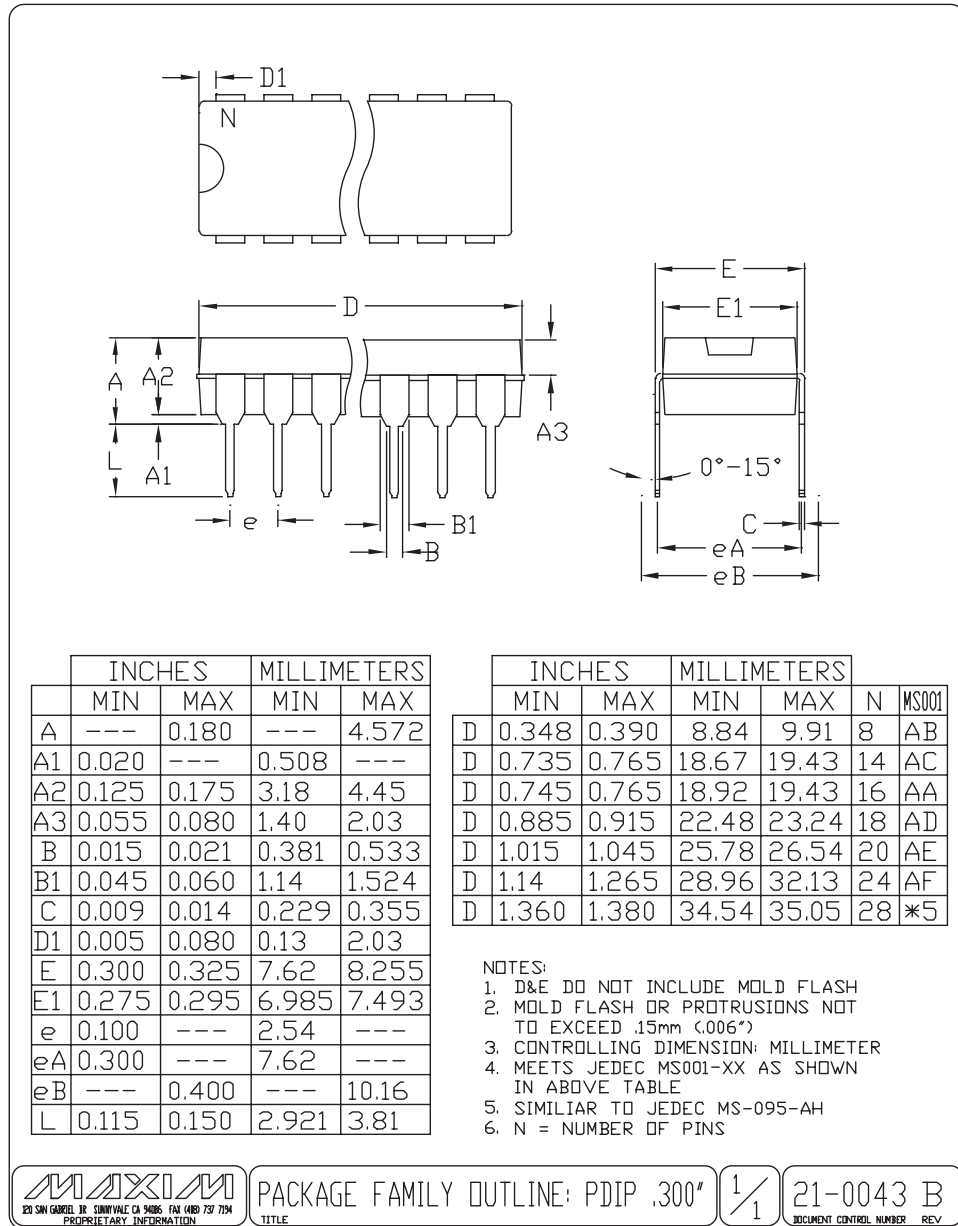 D1
N
D
E
E1
A
A2
A3
L
A1
0°-15°
e
B1
B
C
eA
eB
INCHES MILLIMETERS
MIN MAX MIN MAX
A --- 0.180 --- 4.572
A1 0.020 --- 0.508 ---
A2 0.125 0.175 3.18 4.45
A3 0.055 0.080 1.40 2.03
B 0.015 0.021 0.381 0.533
B1 0.045 0.060 1.14 1.524
C 0.009 0.014 0.229 0.355
D1 0.005 0.080 0.13 2.03
E 0.300 0.325 7.62 8.255
E1 0.275 0.295 6.985 7.493
e 0.100 --- 2.54 ---
eA 0.300 --- 7.62 ---
eB --- 0.400 --- 10.16
L 0.115 0.150 2.921 3.81
INCHES MILLIMETERS
MIN MAX MIN MAX N MS001
D 0.348 0.390 8.84 9.91 8 AB
D 0.735 0.765 18.67 19.43 14 AC
D 0.745 0.765 18.92 19.43 16 AA
D 0.885 0.915 22.48 23.24 18 AD
D 1.015 1.045 25.78 26.54 20 AE
D 1.14 1.265 28.96 32.13 24 AF
D 1.360 1.380 34.54 35.05 28 *5
NOTES:
1. D&E DO NOT INCLUDE MOLD FLASH
2. MOLD FLASH OR PROTRUSIONS NOT
TO EXCEED .15mm (.006")
3. CONTROLLING DIMENSION: MILLIMETER
4. MEETS JEDEC MS001-XX AS SHOWN
IN ABOVE TABLE
5. SIMILIAR TO JEDEC MS-095-AH
6. N = NUMBER OF PINS
MAXIM
120 SAN GABRIEL DR SUNNYVALE CA 94086 FAX (408) 737 7194
PROPRIETARY INFORMATION
PACKAGE FAMILY OUTLINE: PDIP .300"
TITLE
1/1
21-0043 B
DOCUMENT CONTROL NUMBER REV